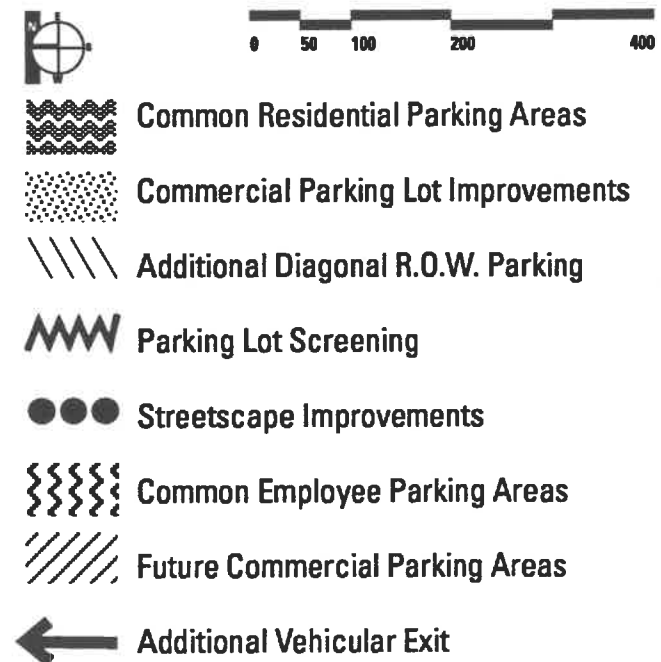 N
E
S
W
0 50 100 200 400
Common Residential Parking Areas
Commercial Parking Lot Improvements
Additional Diagonal R.O.W. Parking
Parking Lot Screening
Streetscape Improvements
Common Employee Parking Areas
Future Commercial Parking Areas
Additional Vehicular Exit